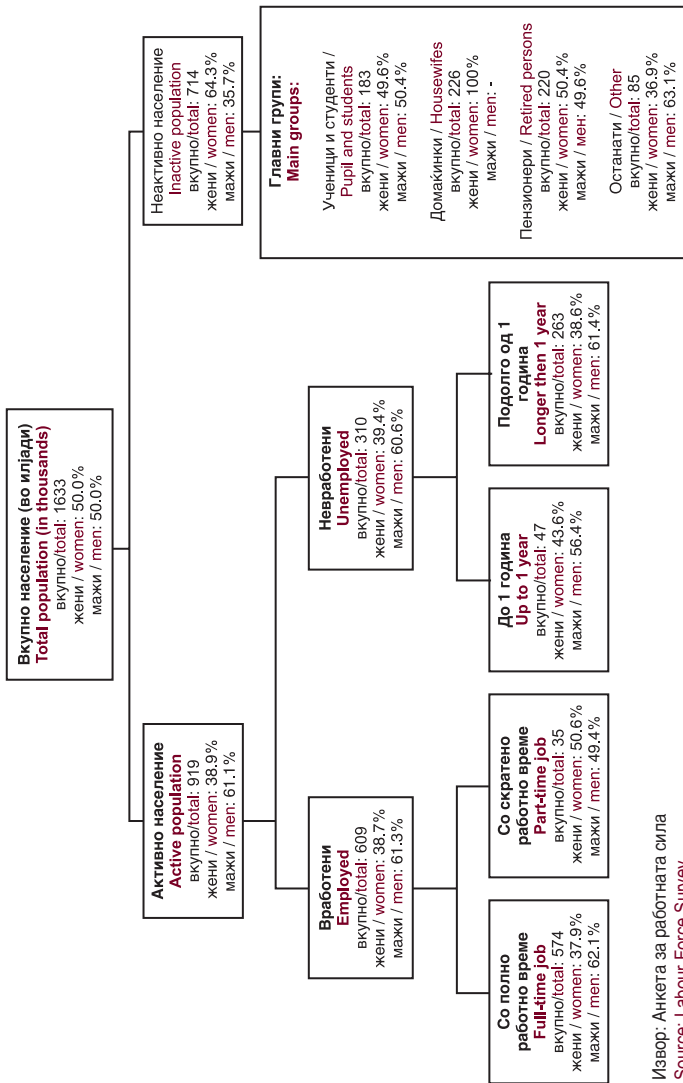 Вкупно население (во илјади)
Total population (in thousands)
вкупно/total: 1633
жени / women: 50.0%
мажи / men: 50.0%
Активно население
Active population
вкупно/total: 919
жени / women: 38.9%
мажи / men: 61.1%
Неактивно население
Inactive population
вкупно/total: 714
жени / women: 64.3%
мажи / men: 35.7%
Вработени
Employed
вкупно/total: 609
жени / women: 38.7%
мажи / men: 61.3%
Невработени
Unemployed
вкупно/total: 310
жени / women: 39.4%
мажи / men: 60.6%
Главни групи:
Main groups:
Ученици и студенти /
Pupil and students
вкупно/total: 183
жени / women: 49.6%
мажи / men: 50.4%
Домаќинки / Housewifes
вкупно/total: 226
жени / women: 100%
мажи / men: -
Пензионери / Retired persons
вкупно/total: 220
жени / women: 50.4%
мажи / мен: 49.6%
Останати / Other
вкупно/total: 85
жени / women: 36.9%
мажи / men: 63.1%
Со полно
работно време
Full-time job
вкупно/total: 574
жени / women: 37.9%
мажи / men: 62.1%
Со скратено
работно време
Part-time job
вкупно/total: 35
жени / women: 50.6%
мажи / men: 49.4%
До 1 година
Up to 1 year
вкупно/total: 47
жени / women: 43.6%
мажи / men: 56.4%
Подолго од 1
година
Longer then 1 year
вкупно/total: 263
жени / women: 38.6%
мажи / men: 61.4%
Извор: Анкета за работната сила
Source: Labour Force Survey